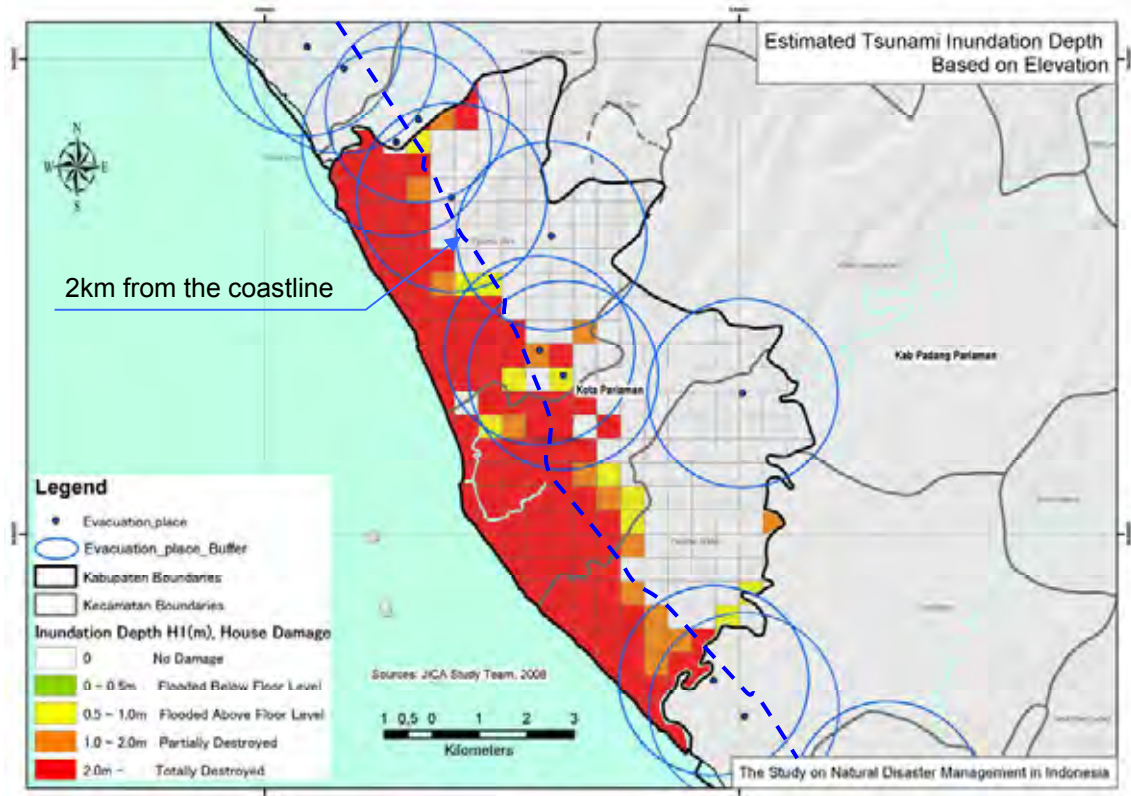 Estimated Tsunami Inundation Depth
Based on Elevation
N
W E
S
2km from the coastline
Kab Padang Pariaman
Kota Pariaman
Legend
Evacuation_place
Evacuation_place_Buffer
Kabupaten Boundaries
Kecamatan Boundaries
Inundation Depth H1(m), House Damage
0 No Damage
0 - 0.5m Flooded Below Floor Level
0.5 - 1.0m Flooded Above Floor Level
1.0 - 2.0m Partially Destroyed
2.0m - Totally Destroyed
Sources: JICA Study Team, 2008
1 0.5 0 1 2 3
Kilometers
The Study on Natural Disaster Management in Indonesia